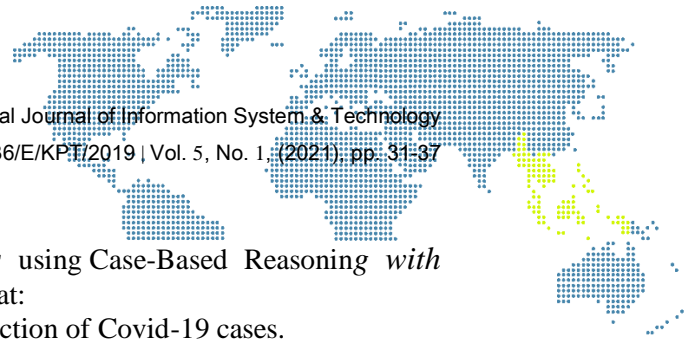 al Journal of Information System & Technology
36/E/KPT/2019 | Vol. 5, No. 1, (2021), pp. 31-37
using Case-Based Reasoning with
at:
ction of Covid-19 cases.